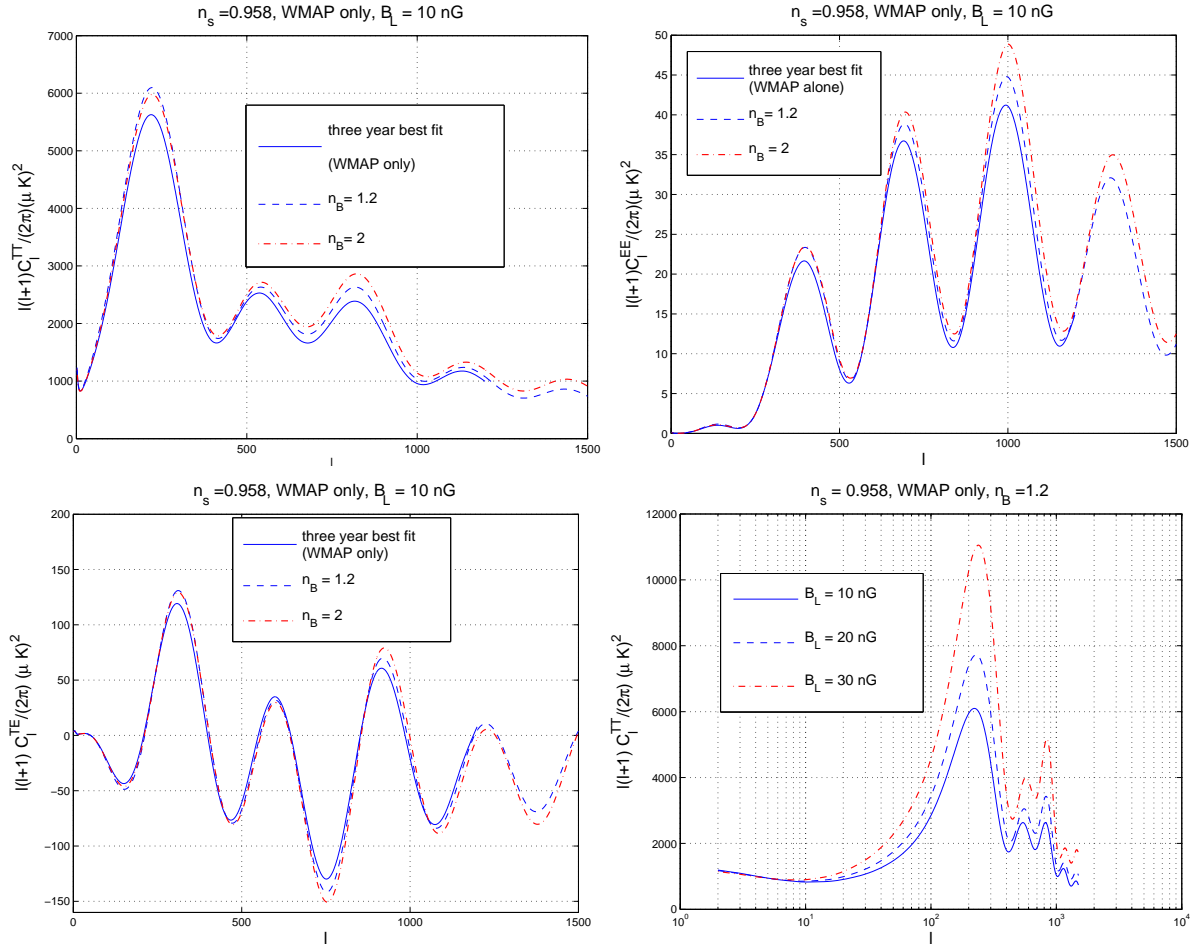 n_s =0.958, WMAP only, B_L = 10 nG
l(l+1)C_l^TT/(2π)(μ K)^2
7000
6000
5000
4000
3000
2000
1000
0
0
500
1000
1500
l
three year best fit
(WMAP only)
n_B = 1.2
n_B = 2
n_s =0.958, WMAP only, B_L = 10 nG
l(l+1)C_l^EE/(2π)(μ K)^2
50
45
40
35
30
25
20
15
10
5
0
0
500
1000
1500
l
three year best fit
(WMAP alone)
n_B = 1.2
n_B = 2
n_s =0.958, WMAP only, B_L = 10 nG
l(l+1) C_l^TE/(2π) (μ K)^2
200
150
100
50
0
−50
−100
−150
0
500
1000
1500
l
three year best fit
(WMAP only)
n_B = 1.2
n_B = 2
n_s = 0.958, WMAP only, n_B =1.2
l(l+1) C_l^TT/(2π) (μ K)^2
12000
10000
8000
6000
4000
2000
0
10^0
10^1
10^2
10^3
10^4
l
B_L = 10 nG
B_L = 20 nG
B_L = 30 nG